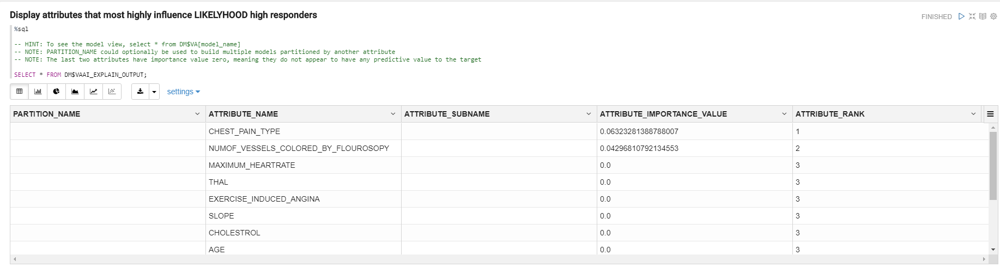 Display attributes that most highly influence LIKELYHOOD high responders
FINISHED
%sql
-- HINT: To see the model view, select * from DM$VA[model_name]
-- NOTE: PARTITION_NAME could optionally be used to build multiple models partitioned by another attribute
-- NOTE: The last two attributes have importance value zero, meaning they do not appear to have any predictive value to the target
SELECT * FROM DM$VAAI_EXPLAIN_OUTPUT;
settings
PARTITION_NAME ATTRIBUTE_NAME ATTRIBUTE_SUBNAME ATTRIBUTE_IMPORTANCE_VALUE ATTRIBUTE_RANK
CHEST_PAIN_TYPE 0.06323281388788007 1
NUMOF_VESSELS_COLORED_BY_FLOUROSOPY 0.04296810792134553 2
MAXIMUM_HEARTRATE 0.0 3
THAL 0.0 3
EXERCISE_INDUCED_ANGINA 0.0 3
SLOPE 0.0 3
CHOLESTROL 0.0 3
AGE 0.0 3